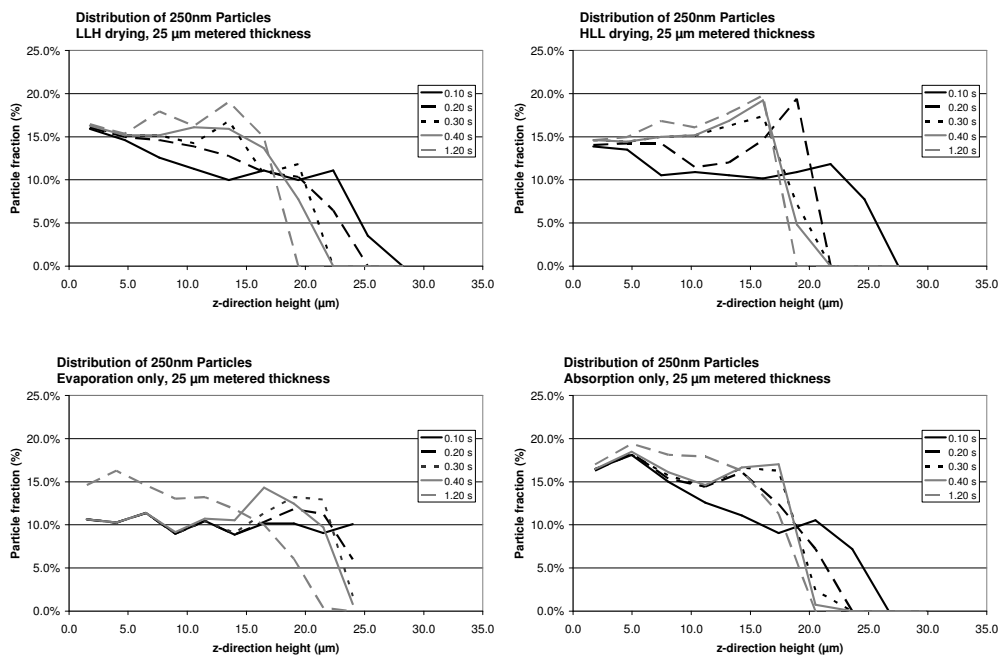 Distribution of 250nm Particles
LLH drying, 25 µm metered thickness
25.0%
20.0%
15.0%
10.0%
5.0%
0.0%
Particle fraction (%)
0.0 5.0 10.0 15.0 20.0 25.0 30.0 35.0
z-direction height (µm)
0.10 s
0.20 s
0.30 s
0.40 s
1.20 s
Distribution of 250nm Particles
HLL drying, 25 µm metered thickness
25.0%
20.0%
15.0%
10.0%
5.0%
0.0%
Particle fraction (%)
0.0 5.0 10.0 15.0 20.0 25.0 30.0 35.0
z-direction height (µm)
0.10 s
0.20 s
0.30 s
0.40 s
1.20 s
Distribution of 250nm Particles
Evaporation only, 25 µm metered thickness
25.0%
20.0%
15.0%
10.0%
5.0%
0.0%
Particle fraction (%)
0.0 5.0 10.0 15.0 20.0 25.0 30.0 35.0
z-direction height (µm)
0.10 s
0.20 s
0.30 s
0.40 s
1.20 s
Distribution of 250nm Particles
Absorption only, 25 µm metered thickness
25.0%
20.0%
15.0%
10.0%
5.0%
0.0%
Particle fraction (%)
0.0 5.0 10.0 15.0 20.0 25.0 30.0 35.0
z-direction height (µm)
0.10 s
0.20 s
0.30 s
0.40 s
1.20 s